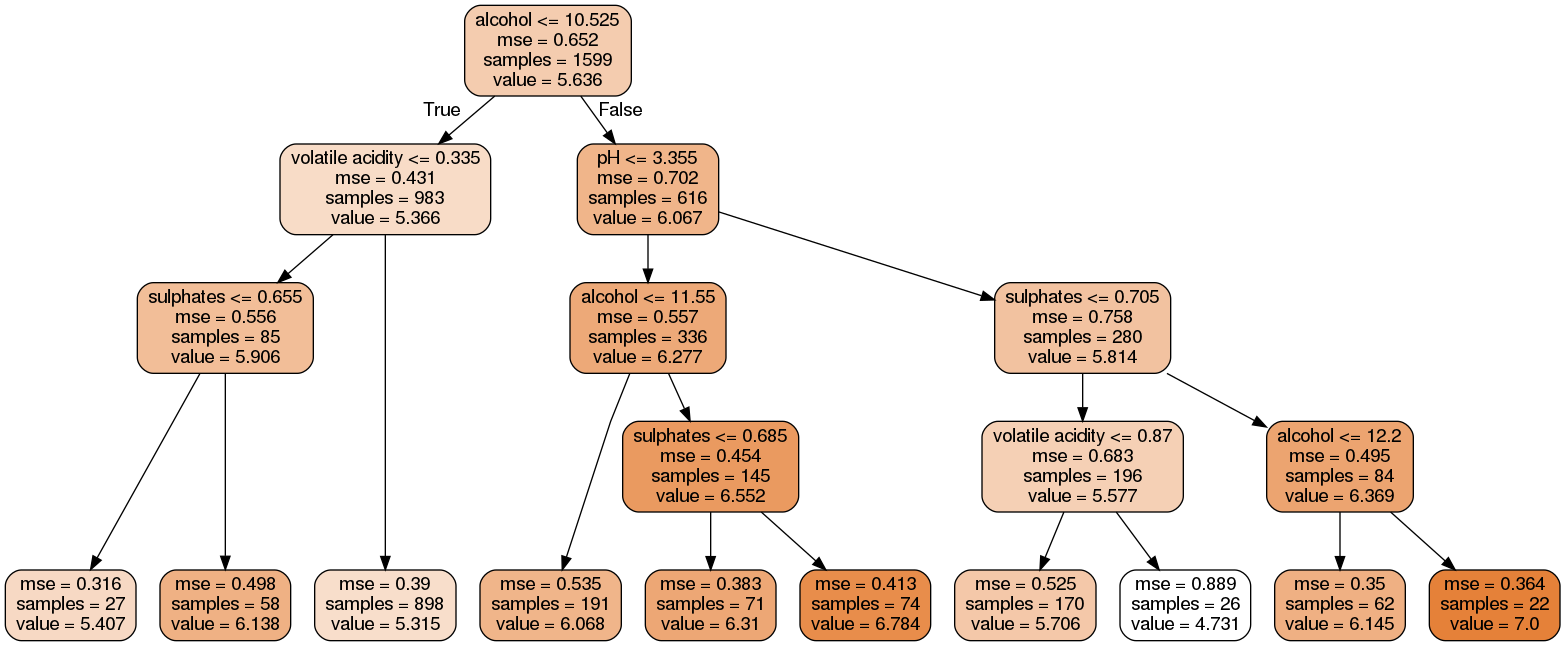 alcohol <= 10.525
mse = 0.652
samples = 1599
value = 5.636
True
False
volatile acidity <= 0.335
mse = 0.431
samples = 983
value = 5.366
pH <= 3.355
mse = 0.702
samples = 616
value = 6.067
sulphates <= 0.655
mse = 0.556
samples = 85
value = 5.906
alcohol <= 11.55
mse = 0.557
samples = 336
value = 6.277
sulphates <= 0.705
mse = 0.758
samples = 280
value = 5.814
sulphates <= 0.685
mse = 0.454
samples = 145
value = 6.552
volatile acidity <= 0.87
mse = 0.683
samples = 196
value = 5.577
alcohol <= 12.2
mse = 0.495
samples = 84
value = 6.369
mse = 0.316
samples = 27
value = 5.407
mse = 0.498
samples = 58
value = 6.138
mse = 0.39
samples = 898
value = 5.315
mse = 0.535
samples = 191
value = 6.068
mse = 0.383
samples = 71
value = 6.31
mse = 0.413
samples = 74
value = 6.784
mse = 0.525
samples = 170
value = 5.706
mse = 0.889
samples = 26
value = 4.731
mse = 0.35
samples = 62
value = 6.145
mse = 0.364
samples = 22
value = 7.0